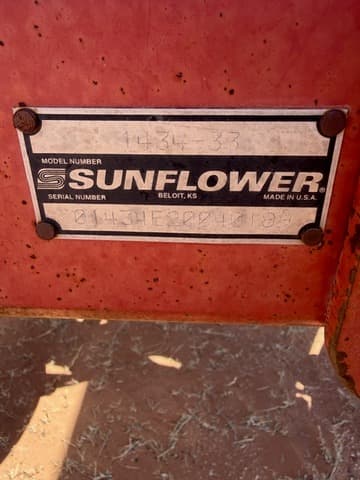 1434-33
MODEL NUMBER
SUNFLOWER®
SERIAL NUMBER BELOIT, KS MADE IN U.S.A.